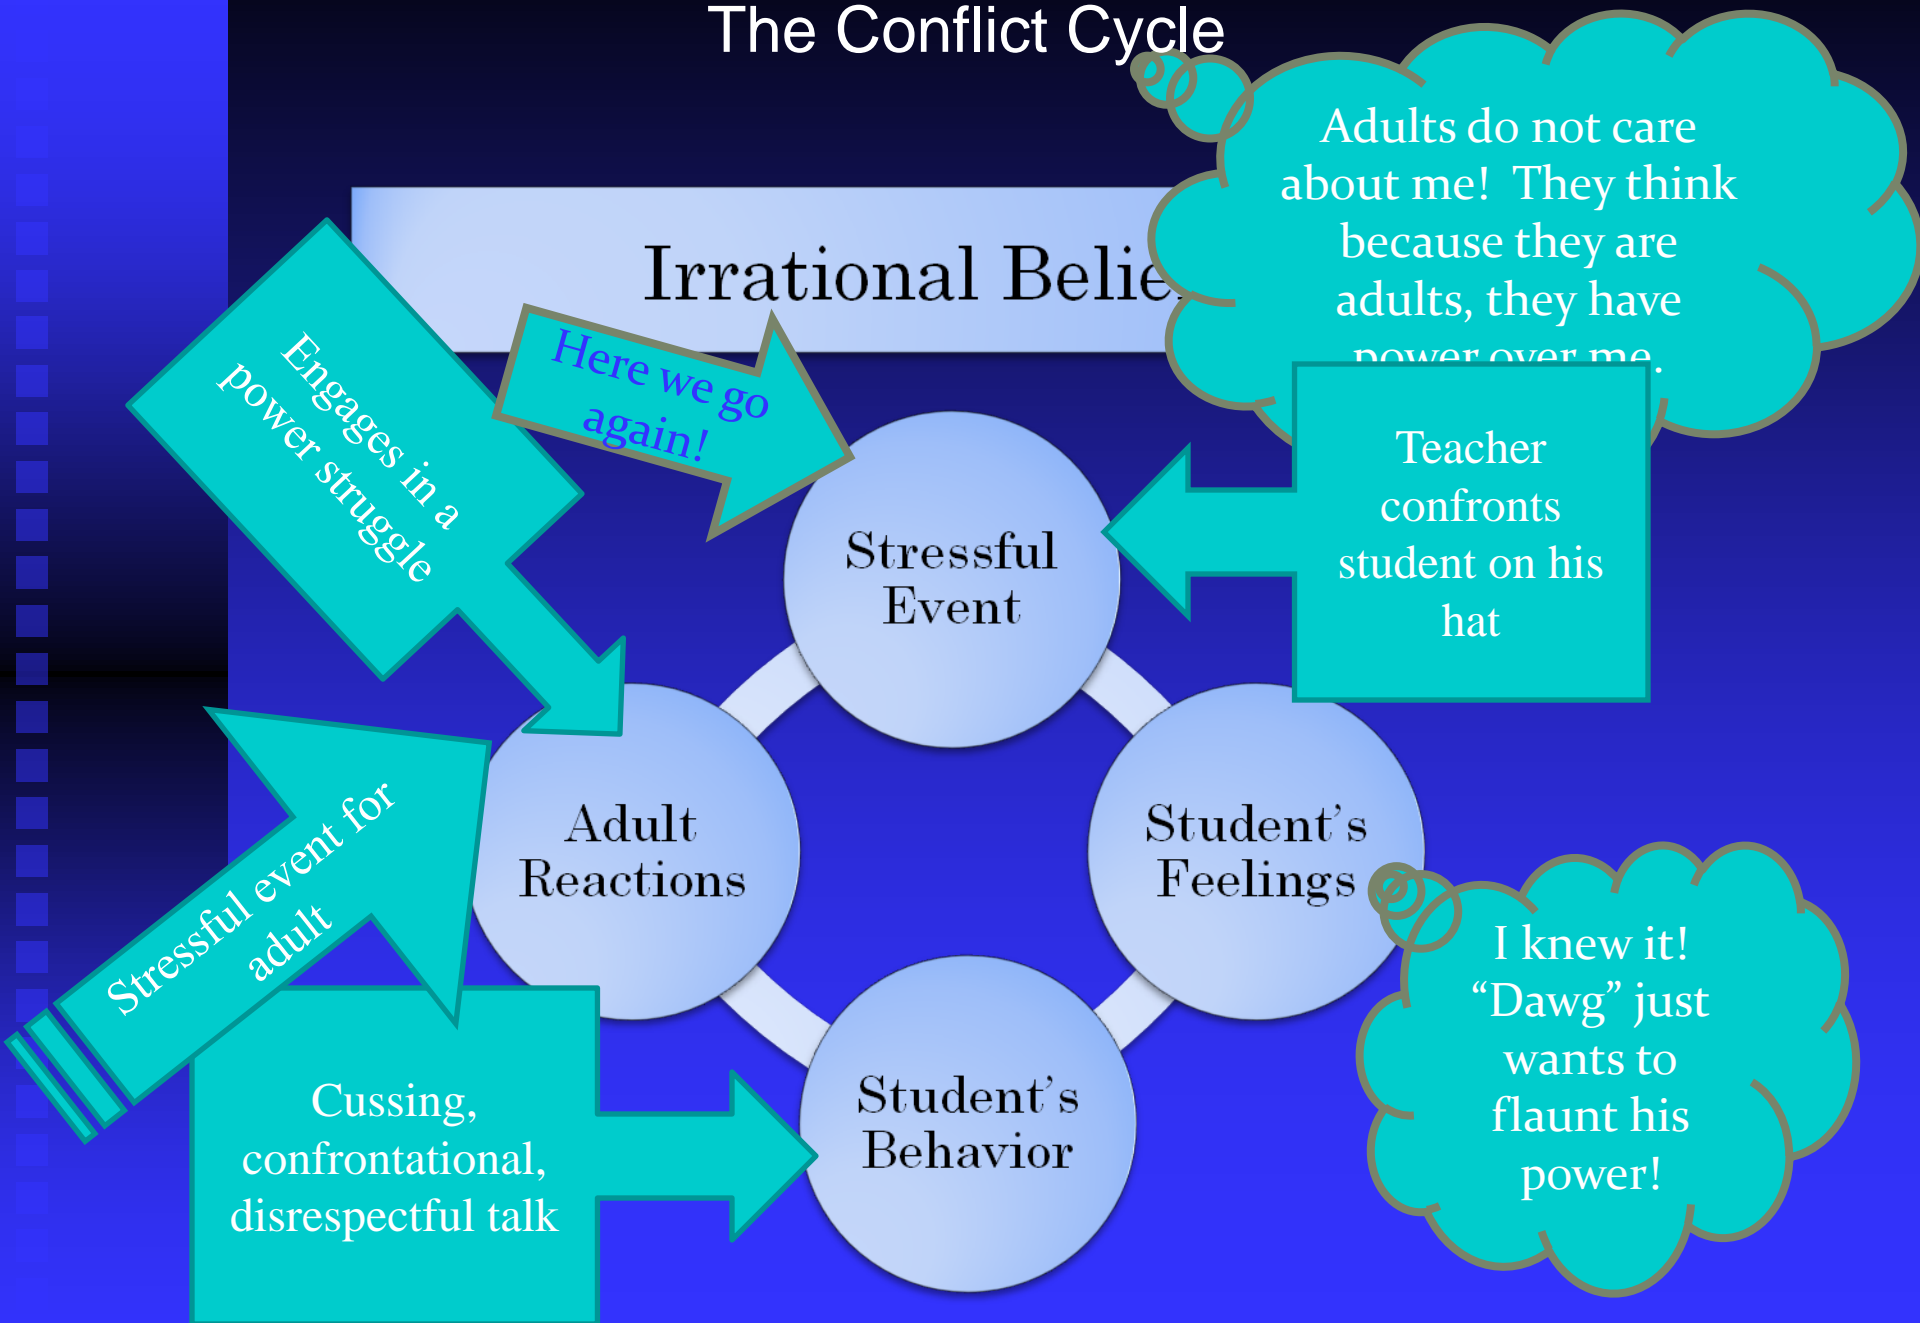 The Conflict Cycle
Adults do not care
about me!  They think
because they are
adults, they have
power over me.
Irrational Belie
Here we go
again!
Engages in a
power struggle
Teacher
confronts
student on his
hat
Stressful
Event
Adult
Reactions
Student's
Feelings
Stressful event for
adult
I knew it!
“Dawg” just
wants to
flaunt his
power!
Cussing,
confrontational,
disrespectful talk
Student's
Behavior